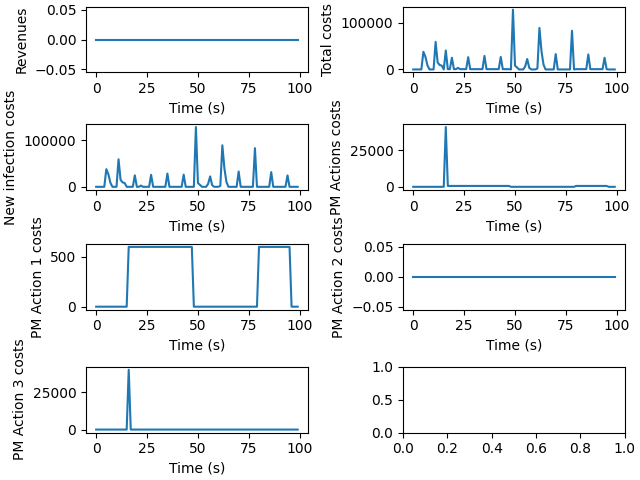 Revenues
0.05
0.00
−0.05
0 25 50 75 100
Time (s)
Total costs
100000
0
0 25 50 75 100
Time (s)
New infection costs
100000
0
0 25 50 75 100
Time (s)
PM Actions costs
25000
0
0 25 50 75 100
Time (s)
PM Action 1 costs
500
0
0 25 50 75 100
Time (s)
PM Action 2 costs
0.05
0.00
−0.05
0 25 50 75 100
Time (s)
PM Action 3 costs
25000
0
0 25 50 75 100
Time (s)
1.0
0.5
0.0
0.0 0.2 0.4 0.6 0.8 1.0